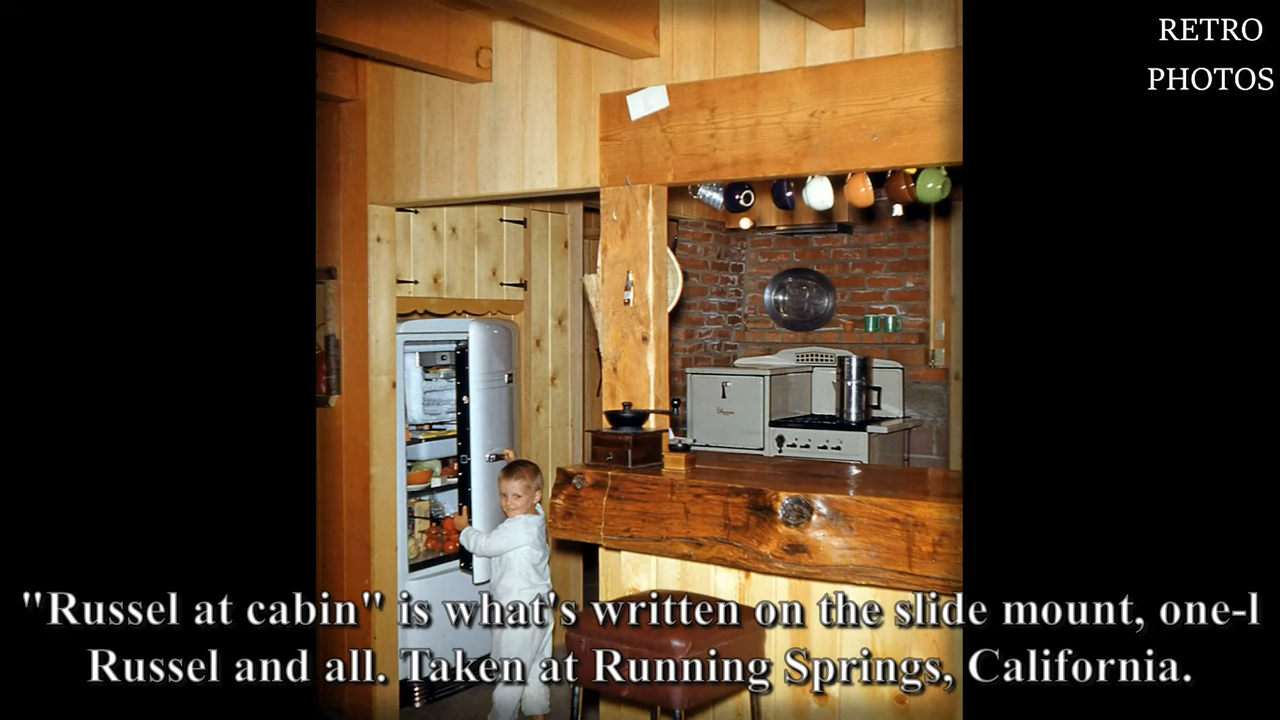 RETRO
PHOTOS
"Russel at cabin" is what's written on the slide mount, one-l
Russel and all. Taken at Running Springs, California.